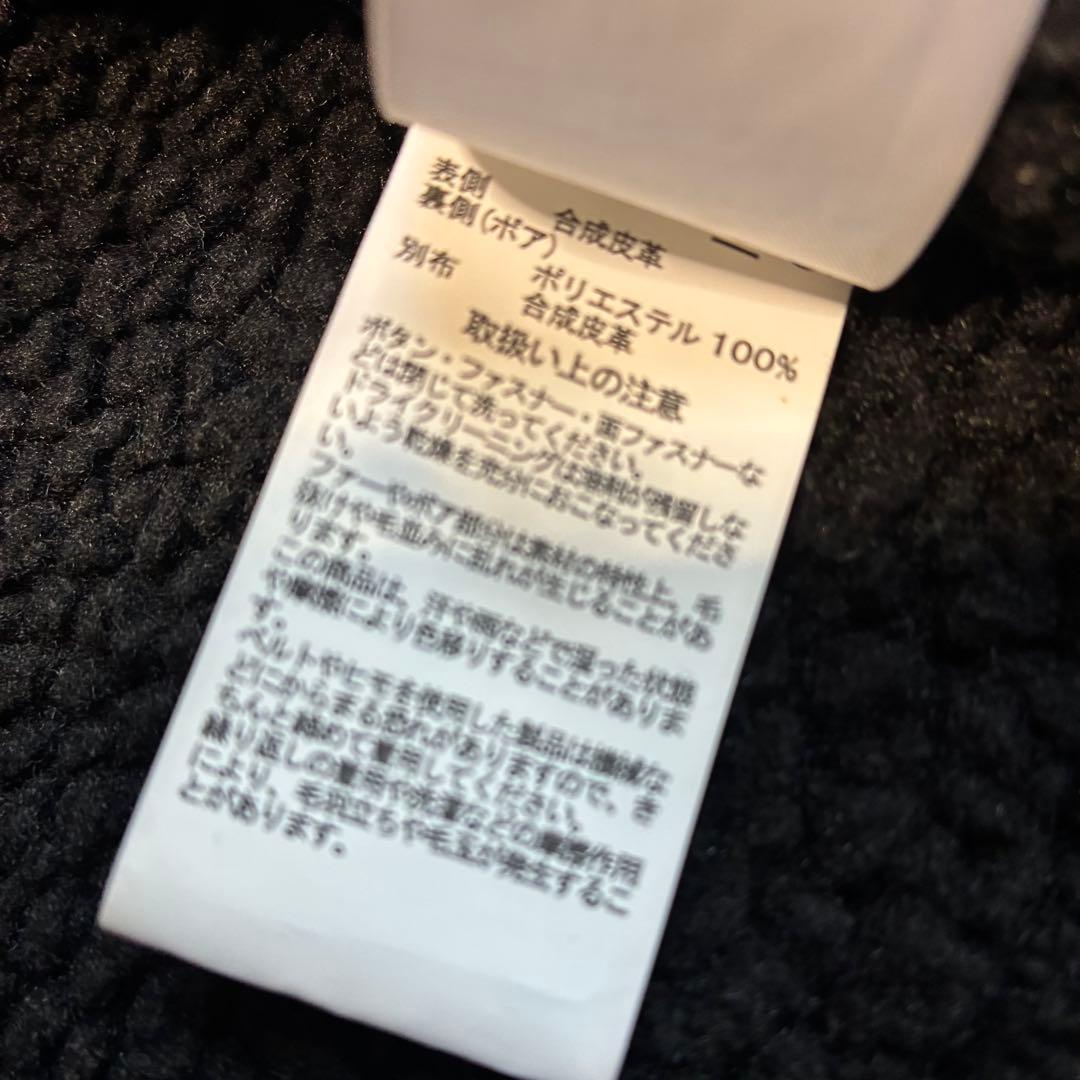 表側 合成皮革
裏側(ボア) ポリエステル 100%
別布 合成皮革
取扱い上の注意
ボタン・ファスナー・面ファスナーな
どは閉じて洗ってください。
ドライクリーニングは溶剤が残留しな
いよう乾燥を充分におこなってくださ
い。
ファーやボア部分は素材の特性上、毛
抜けや毛並みに乱れが生じることがあ
ります。
この商品は、汗や雨などで湿った状態
や摩擦により色移りすることがありま
す。
ベルトやヒモを使用した製品は機械な
どにからまる恐れがありますので、き
ちんと締めて着用してください。
繰り返しの着用や洗濯などの摩擦作用
により、毛羽立ちや毛玉が発生するこ
とがあります。